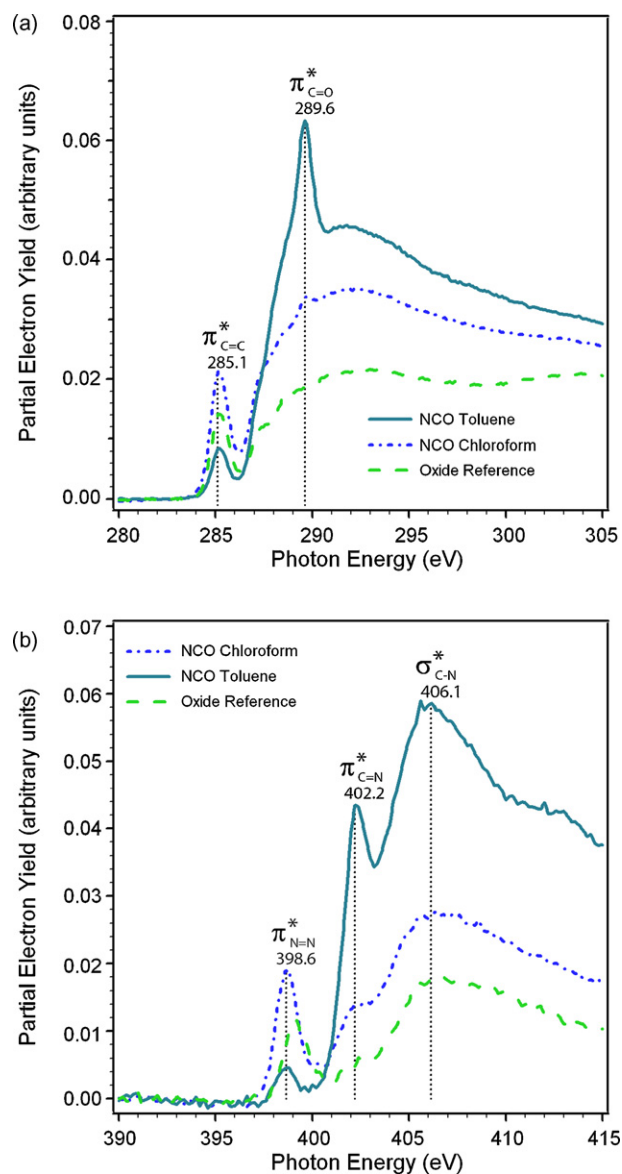 (a)
0.08
0.06
0.04
0.02
0.00
Partial Electron Yield (arbitrary units)
π*C=O
289.6
π*C=C
285.1
NCO Toluene
NCO Chloroform
Oxide Reference
280 285 290 295 300 305
Photon Energy (eV)
(b)
0.07
0.06
0.05
0.04
0.03
0.02
0.01
0.00
Partial Electron Yield (arbitrary units)
NCO Chloroform
NCO Toluene
Oxide Reference
σ*C-N
406.1
π*C=N
402.2
π*N=N
398.6
390 395 400 405 410 415
Photon Energy (eV)